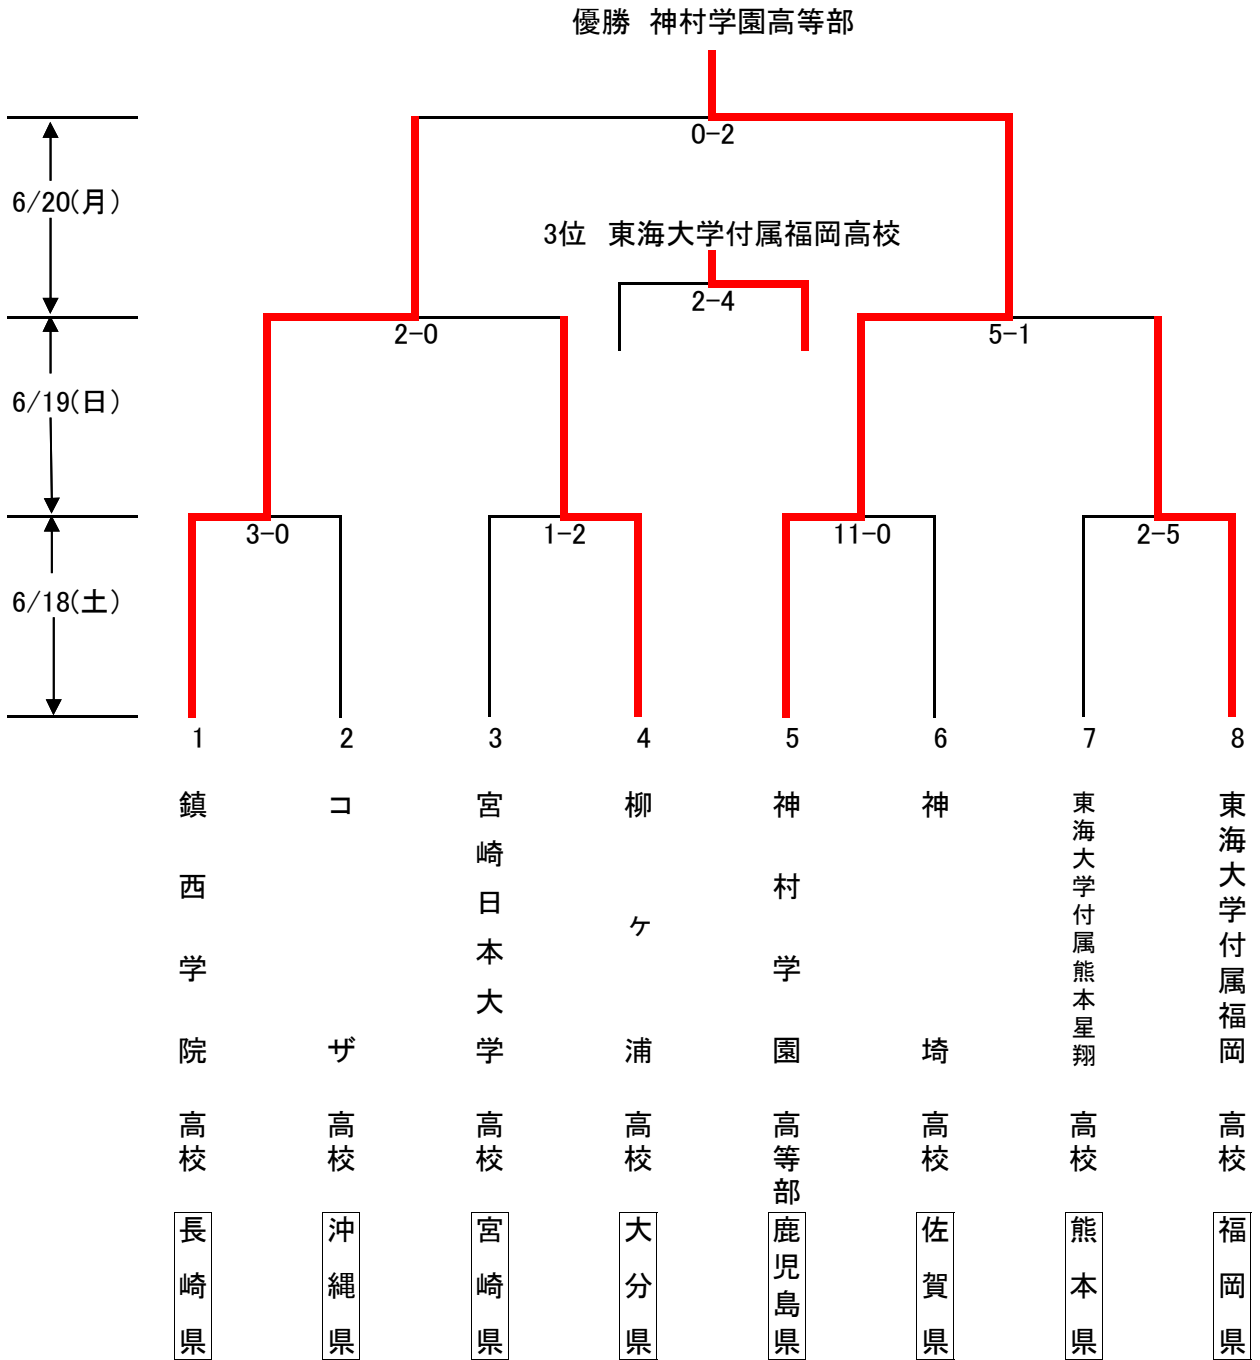 優勝 神村学園高等部
0-2
6/20(月)
3位 東海大学付属福岡高校
2-4
2-0
5-1
6/19(日)
3-0
1-2
11-0
2-5
6/18(土)
1
2
3
4
5
6
7
8
鎮西学院高校
コザ高校
宮崎日本大学高校
柳ヶ浦高校
神村学園高等部
神埼高校
東海大学付属熊本星翔高校
東海大学付属福岡高校
長崎県
沖縄県
宮崎県
大分県
鹿児島県
佐賀県
熊本県
福岡県